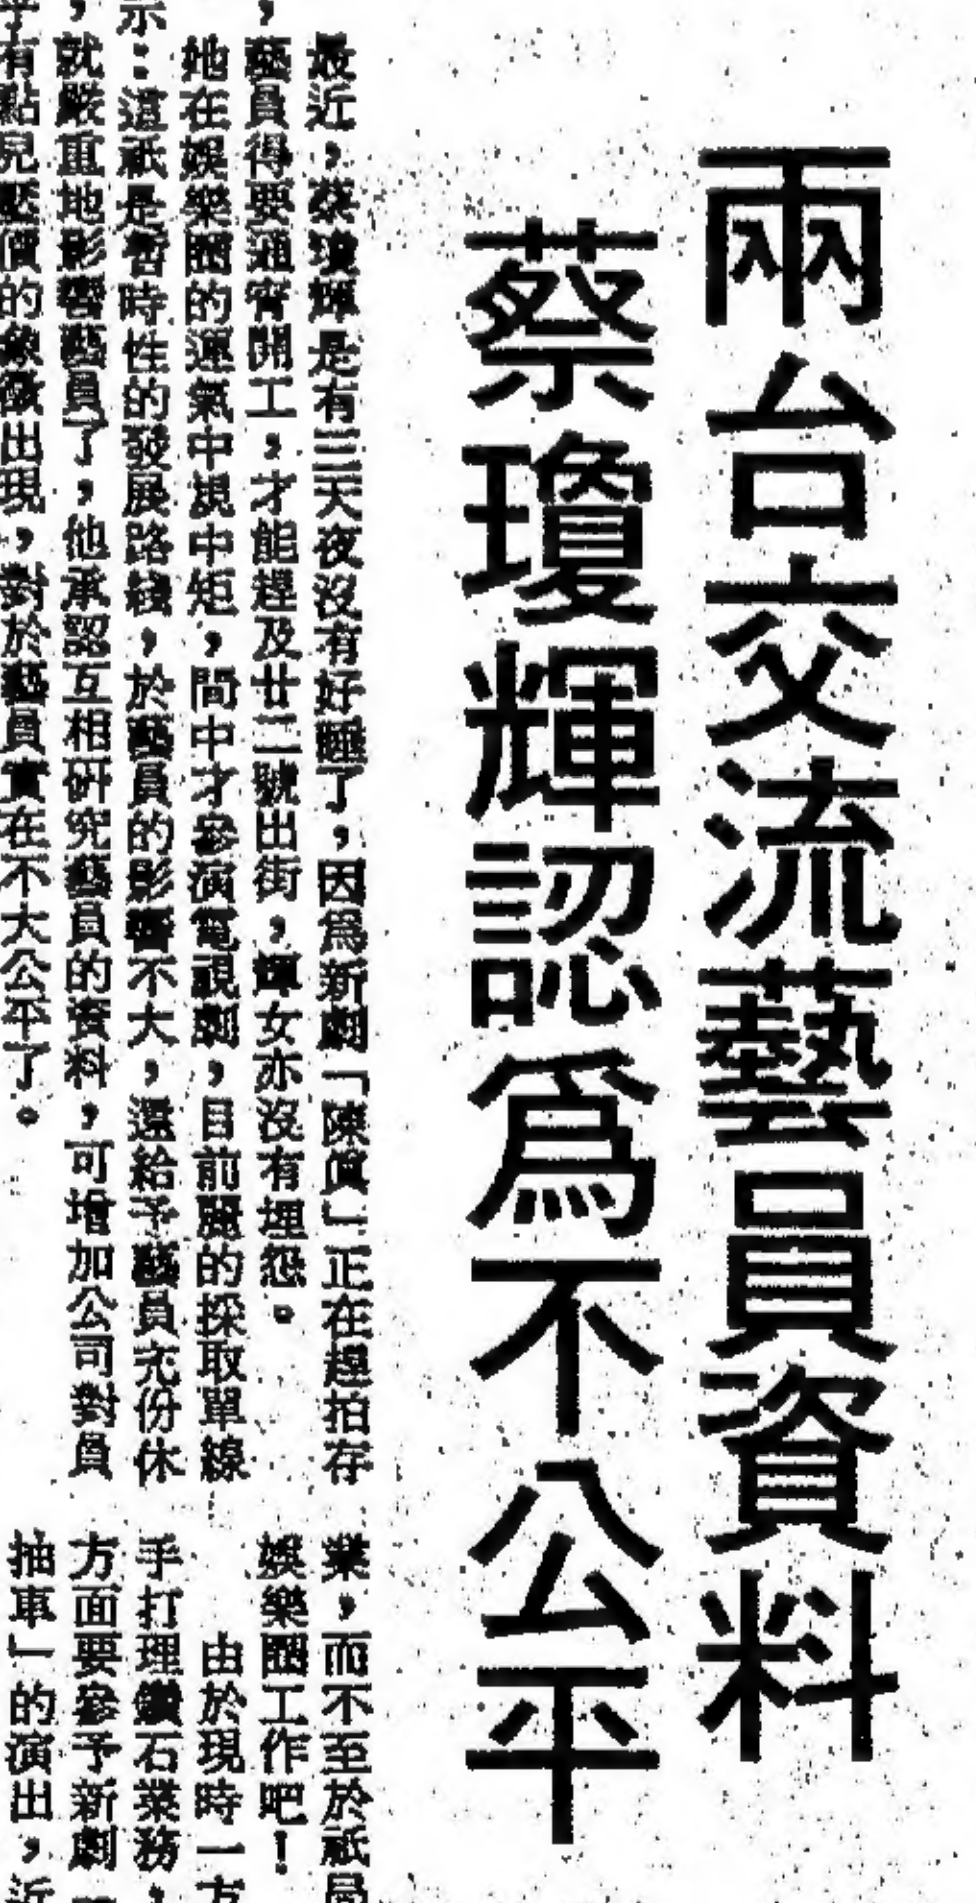 兩台交流藝員資料
蔡瓊輝認為不公平
最近，蔡瓊輝是有三天夜沒有好睡了，因為新劇「陳真」正在趕拍存
，藝員得要通宵開工，才能趕及廿二號出街，輝女亦沒有埋怨。
她在娛樂圈的運氣中規中矩，間中才參演電視劇，目前麗的採取單線
示：這祇是暫時性的發展路綫，於藝員的影響不大，還給予藝員充份休
，就嚴重地影響藝員了，他承認互相研究藝員的資料，可增加公司對員
乎有點見壓價的象徵出現，對於藝員實在不大公平了。
業，而不至於祇局
娛樂圈工作吧！
由於現時一方
手打理鑽石業務，
方面要參予新劇「
抽車」的演出，近